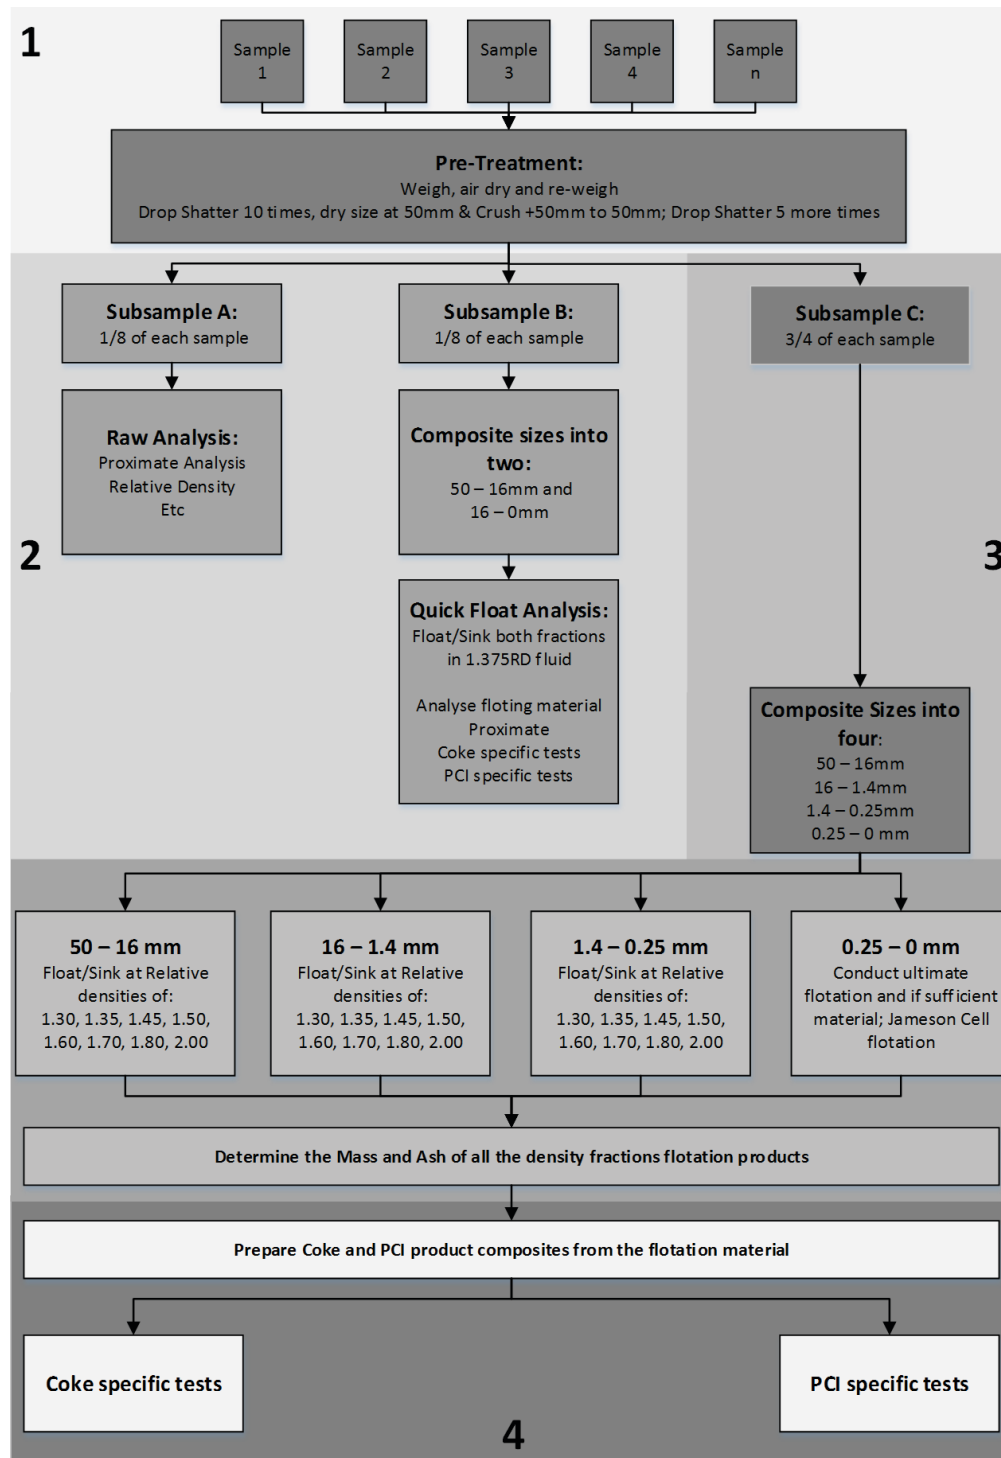 1
Sample
1
Sample
2
Sample
3
Sample
4
Sample
n
Pre-Treatment:
Weigh, air dry and re-weigh
Drop Shatter 10 times, dry size at 50mm & Crush +50mm to 50mm; Drop Shatter 5 more times
Subsample A:
1/8 of each sample
Subsample B:
1/8 of each sample
Subsample C:
3/4 of each sample
Raw Analysis:
Proximate Analysis
Relative Density
Etc
Composite sizes into
two:
50 – 16mm and
16 – 0mm
2
3
Quick Float Analysis:
Float/Sink both fractions
in 1.375RD fluid
Analyse floting material
Proximate
Coke specific tests
PCI specific tests
Composite Sizes into
four:
50 – 16mm
16 – 1.4mm
1.4 – 0.25mm
0.25 – 0 mm
50 – 16 mm
Float/Sink at Relative
densities of:
1.30, 1.35, 1.45, 1.50,
1.60, 1.70, 1.80, 2.00
16 – 1.4 mm
Float/Sink at Relative
densities of:
1.30, 1.35, 1.45, 1.50,
1.60, 1.70, 1.80, 2.00
1.4 – 0.25 mm
Float/Sink at Relative
densities of:
1.30, 1.35, 1.45, 1.50,
1.60, 1.70, 1.80, 2.00
0.25 – 0 mm
Conduct ultimate
flotation and if sufficient
material; Jameson Cell
flotation
Determine the Mass and Ash of all the density fractions flotation products
Prepare Coke and PCI product composites from the flotation material
Coke specific tests
PCI specific tests
4